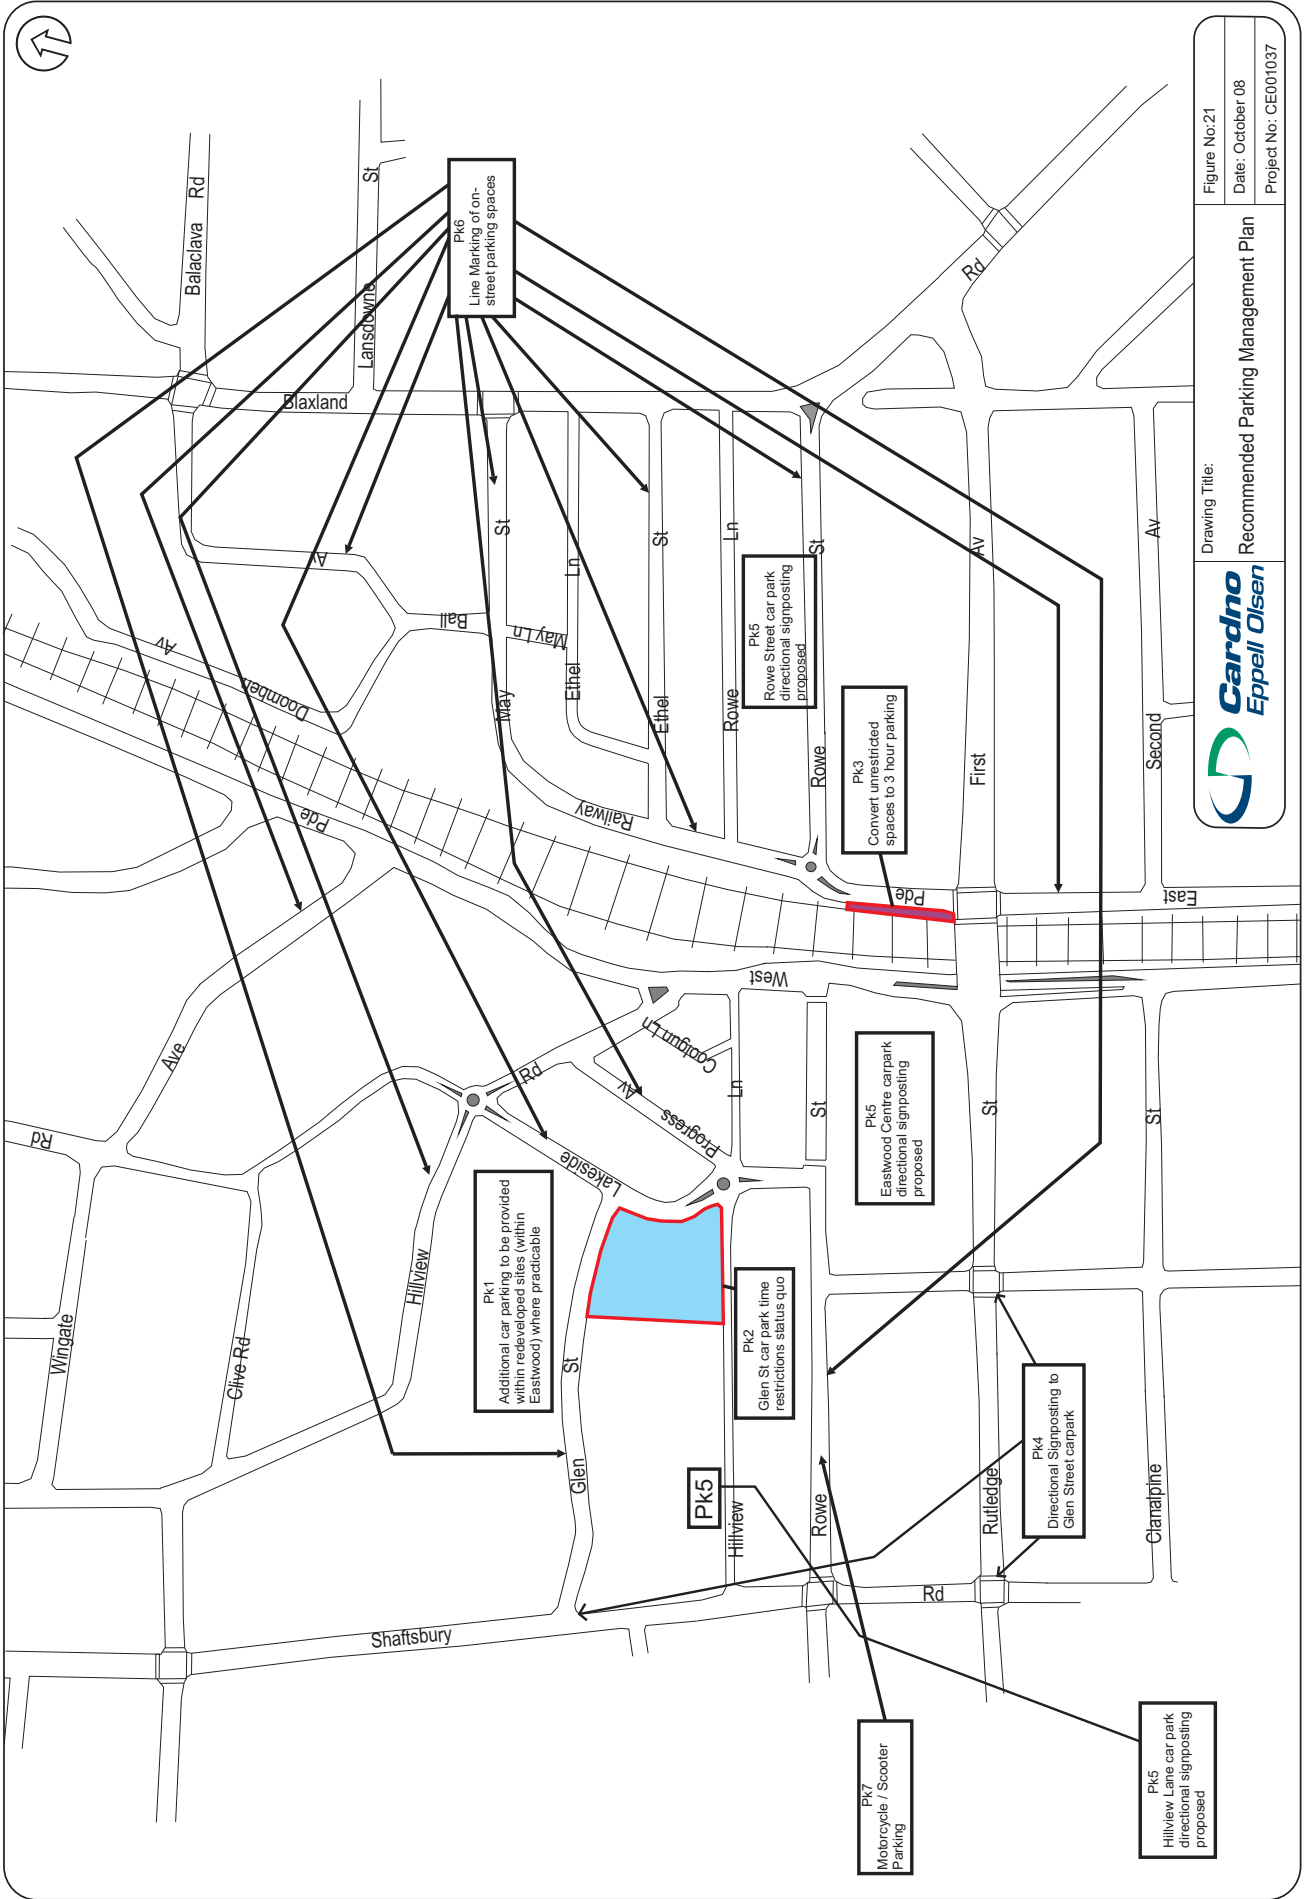 Shaftsbury
Rd
Wingate
Rd
Clive Rd
Ave
Hillview
Glen
St
Lakeside
Rd
Progress
Av
Coolgun Ln
Hillview
Ln
Rowe
St
Rutledge
St
Clanalpine
St
West
Pde
Doomben
Av
Railway
Pde
East
Balaclava Rd
Lansdowne
St
Blaxland
Rd
Ball
Av
May
St
May Ln
Ethel
Ln
Ethel
St
Rowe
Ln
Rowe
St
First
Av
Second
Av
Pk1
Additional car parking to be provided
within redeveloped sites (within
Eastwood) where practicable
Pk2
Glen St car park time
restrictions status quo
Pk3
Convert unrestricted
spaces to 3 hour parking
Pk4
Directional Signposting to
Glen Street carpark
Pk5
Pk5
Hillview Lane car park
directional signposting
proposed
Pk5
Eastwood Centre carpark
directional signposting
proposed
Pk5
Rowe Street car park
directional signposting
proposed
Pk6
Line Marking of on-
street parking spaces
Pk7
Motorcycle / Scooter
Parking
Cardno
Eppell Olsen
Drawing Title:
Recommended Parking Management Plan
Figure No:21
Date: October 08
Project No: CE001037